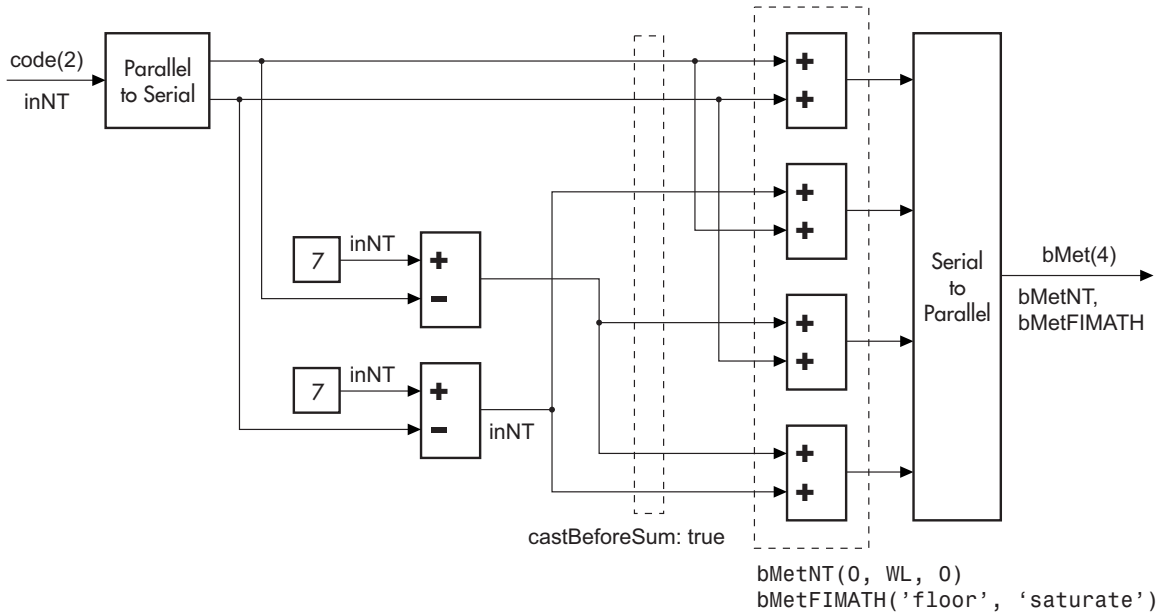 code(2)
inNT
Parallel
to Serial
+
+
+
+
7
inNT
+
−
+
+
7
inNT
+
−
inNT
+
+
Serial
to
Parallel
bMet(4)
bMetNT,
bMetFIMATH
castBeforeSum: true
bMetNT(0, WL, 0)
bMetFIMATH('floor', ‘saturate’)